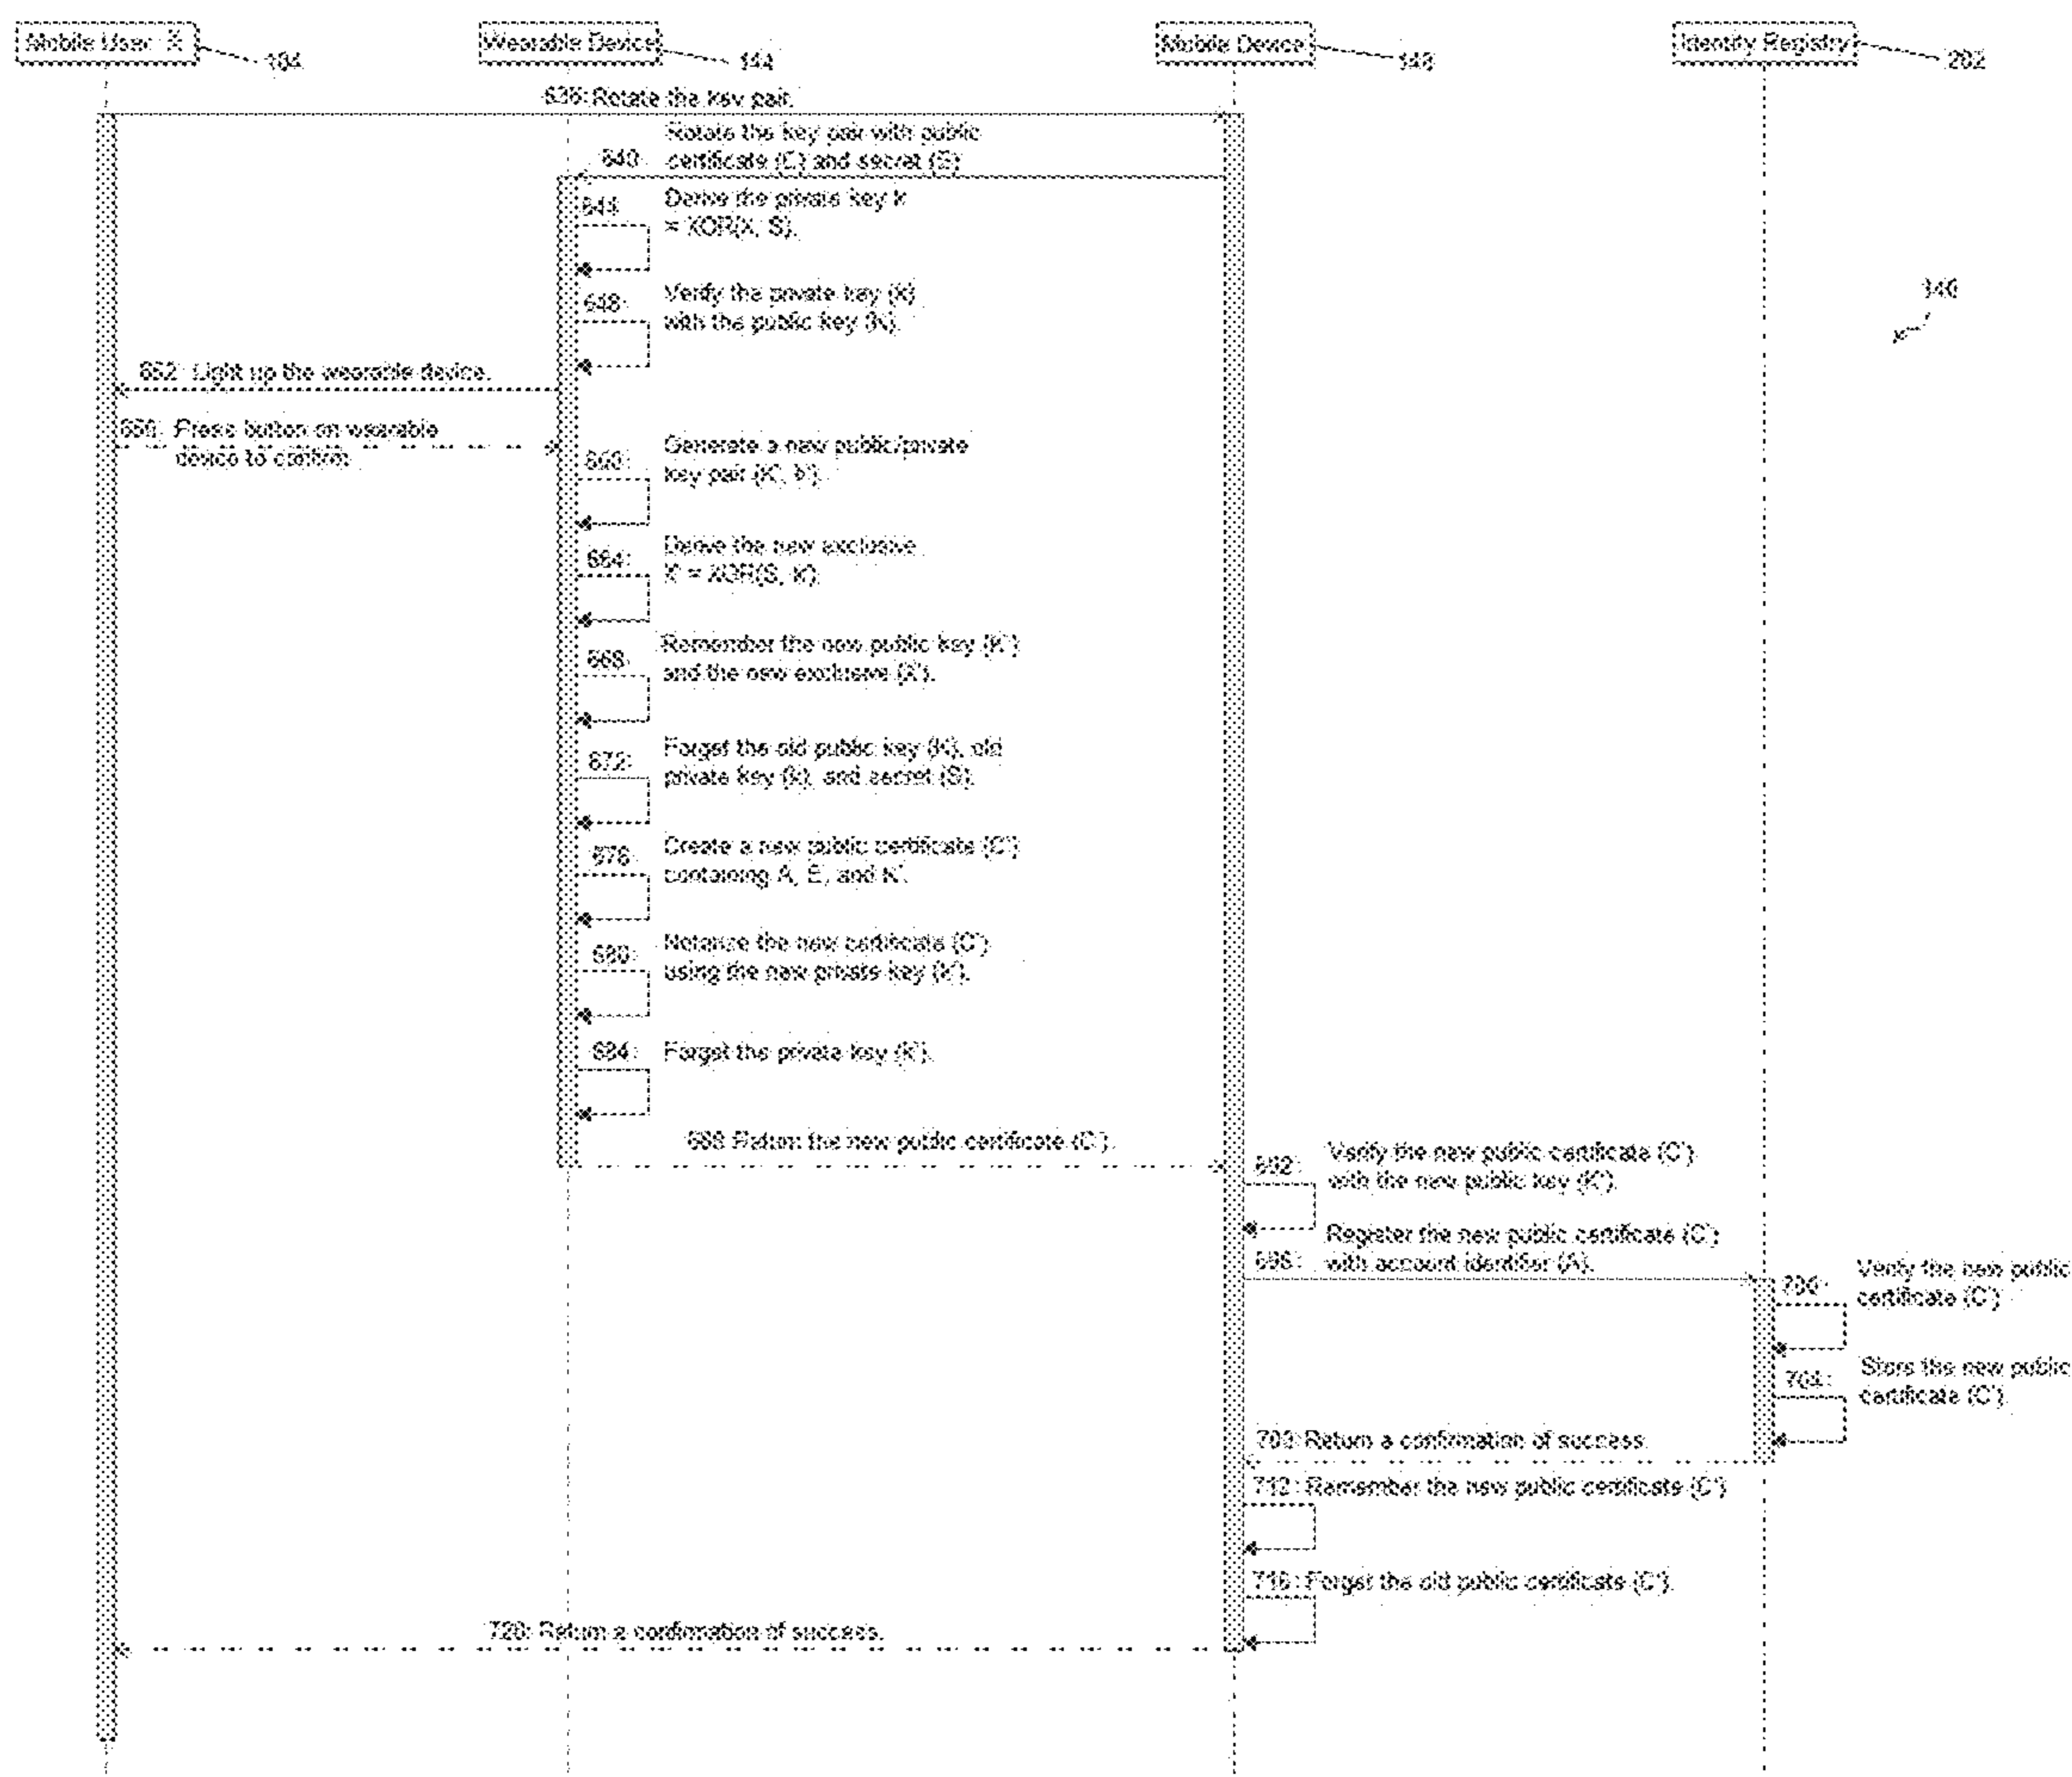 Mobile User: X
104
Wearable Device
144
Mobile Device
148
Identity Registry
202
636: Rotate the key pair.
Rotate the key pair with public
640: certificate (C) and secret (S)
644:
Derive the private key k
= XOR(X, S).
648:
Verify the private key (k)
with the public key (K).
140
652: Light up the wearable device.
656: Press button on wearable
device to confirm
660:
Generate a new public/private
key pair (K', k').
664:
Derive the new exclusive
X' = XOR(S, k')
668:
Remember the new public key (K')
and the new exclusive (X').
672:
Forget the old public key (K), old
private key (k), and secret (S).
676:
Create a new public certificate (C')
containing A, E, and K'.
680:
Notarize the new certificate (C')
using the new private key (k').
684: Forget the private key (k').
688: Return the new public certificate (C').
692:
Verify the new public certificate (C')
with the new public key (K').
Register the new public certificate (C')
696: with account identifier (A).
700:
Verify the new public
certificate (C')
704:
Store the new public
certificate (C').
708: Return a confirmation of success.
712: Remember the new public certificate (C')
716: Forget the old public certificate (C').
720: Return a confirmation of success.